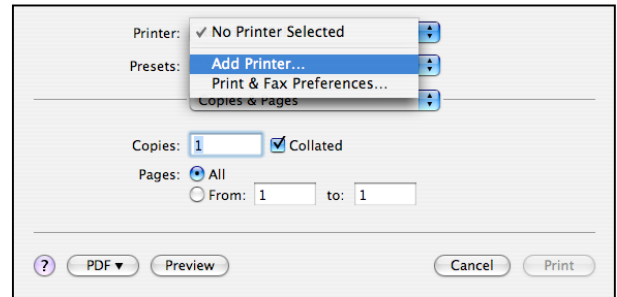 Printer: ✓ No Printer Selected
Presets: Add Printer...
Print & Fax Preferences...
Copies & Pages
Copies: 1 Collated
Pages: All
From: 1 to: 1
? PDF ▼ Preview Cancel Print